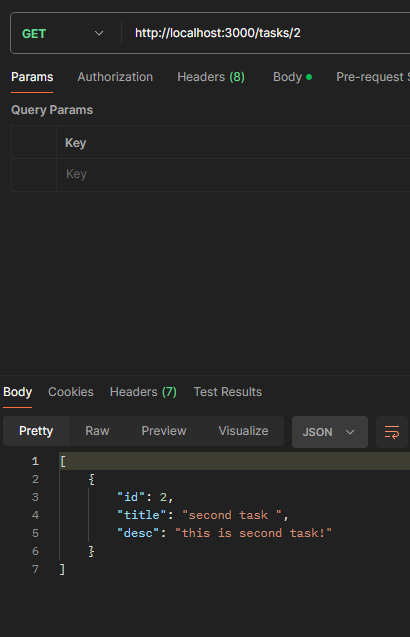 GET http://localhost:3000/tasks/2
Params Authorization Headers (8) Body Pre-request
Query Params
Key
Key
Body Cookies Headers (7) Test Results
Pretty Raw Preview Visualize JSON
1 [
2 {
3 "id": 2,
4 "title": "second task ",
5 "desc": "this is second task!"
6 }
7 ]